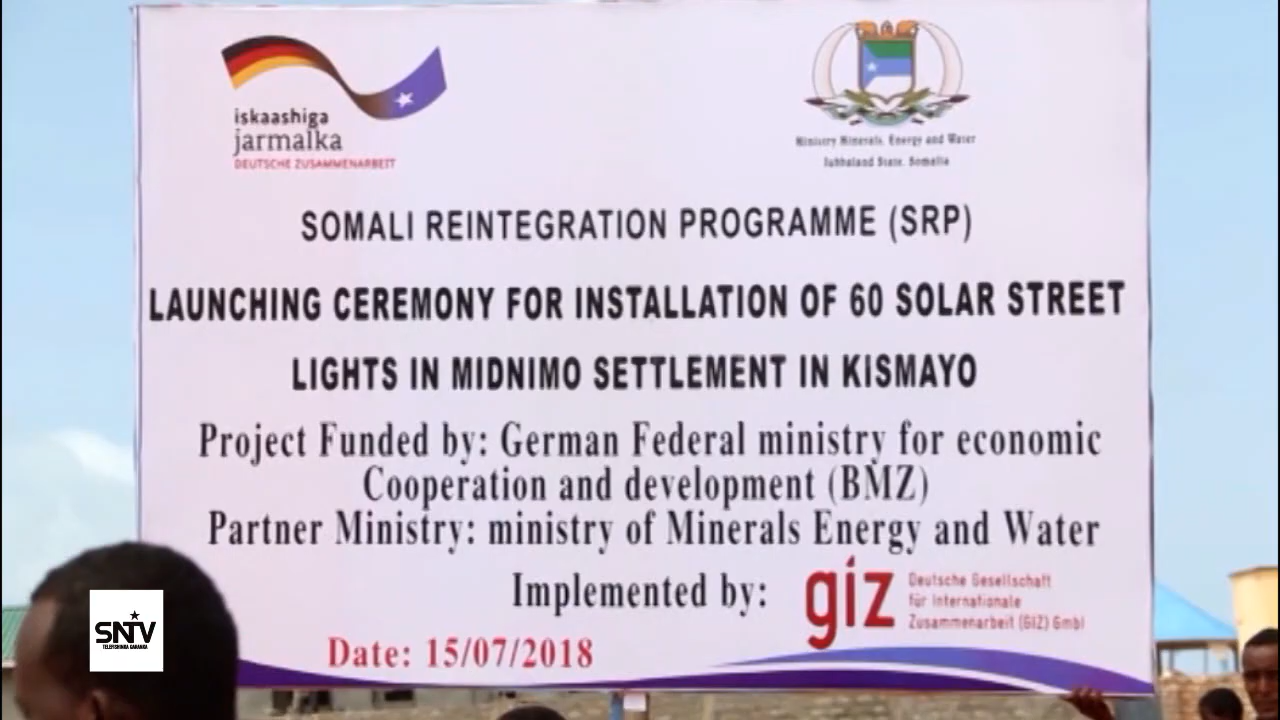 iskaashiga
jarmalka
DEUTSCHE ZUSAMMENARBEIT
Ministry Minerals, Energy and Water
Jubbaland State, Somalia
SOMALI REINTEGRATION PROGRAMME (SRP)
LAUNCHING CEREMONY FOR INSTALLATION OF 60 SOLAR STREET
LIGHTS IN MIDNIMO SETTLEMENT IN KISMAYO
Project Funded by: German Federal ministry for economic
Cooperation and development (BMZ)
Partner Ministry: ministry of Minerals Energy and Water
Implemented by:
giz
Deutsche Gesellschaft
für Internationale
Zusammenarbeit (GIZ) Gmbl
Date: 15/07/2018
SNTV
TELEFISHINKA QARANKA